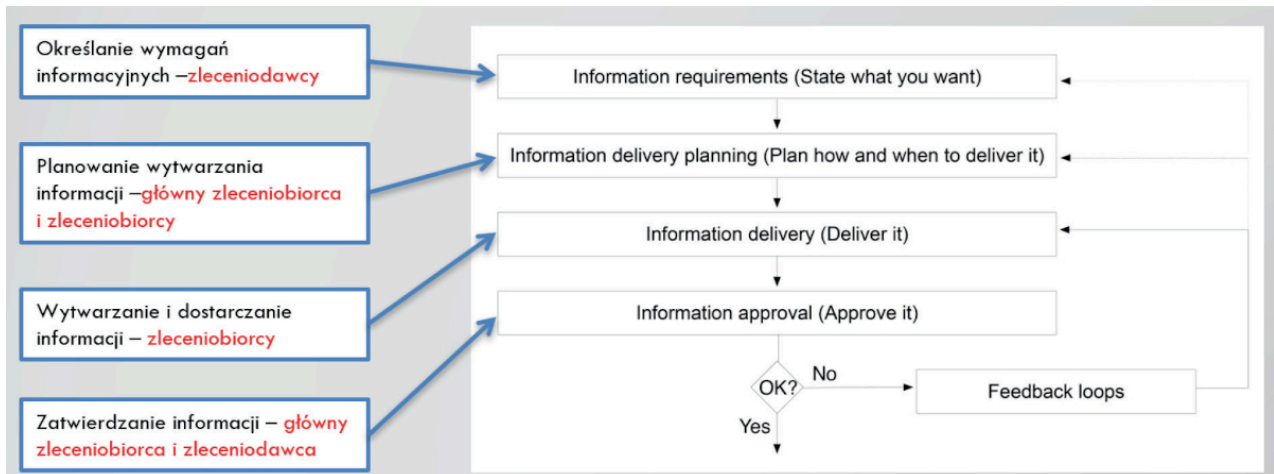 Określanie wymagań
informacyjnych –zleceniodawcy
Planowanie wytwarzania
informacji –główny zleceniobiorca
i zleceniobiorcy
Wytwarzanie i dostarczanie
informacji – zleceniobiorcy
Zatwierdzanie informacji – główny
zleceniobiorca i zleceniodawca
Information requirements (State what you want)
Information delivery planning (Plan how and when to deliver it)
Information delivery (Deliver it)
Information approval (Approve it)
OK?
No
Feedback loops
Yes